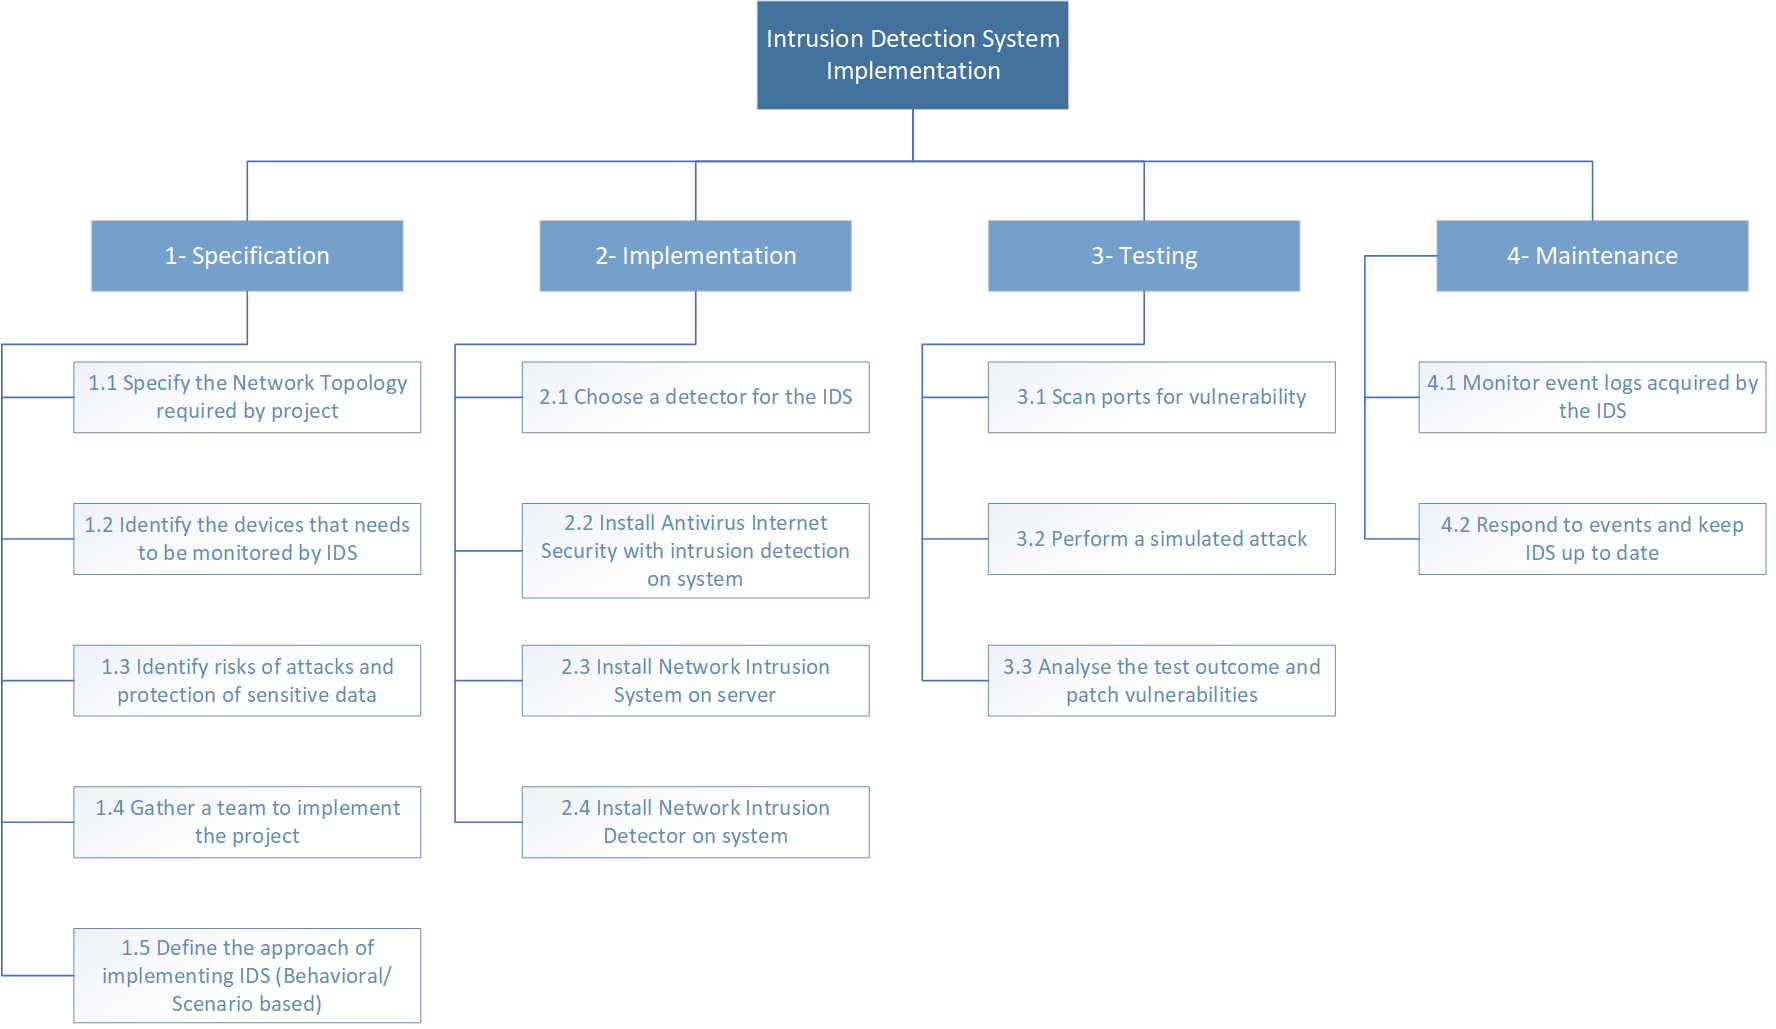 Intrusion Detection System
Implementation
1- Specification
2- Implementation
3- Testing
4- Maintenance
1.1 Specify the Network Topology
required by project
1.2 Identify the devices that needs
to be monitored by IDS
1.3 Identify risks of attacks and
protection of sensitive data
1.4 Gather a team to implement
the project
1.5 Define the approach of
implementing IDS (Behavioral/
Scenario based)
2.1 Choose a detector for the IDS
2.2 Install Antivirus Internet
Security with intrusion detection
on system
2.3 Install Network Intrusion
System on server
2.4 Install Network Intrusion
Detector on system
3.1 Scan ports for vulnerability
3.2 Perform a simulated attack
3.3 Analyse the test outcome and
patch vulnerabilities
4.1 Monitor event logs acquired by
the IDS
4.2 Respond to events and keep
IDS up to date